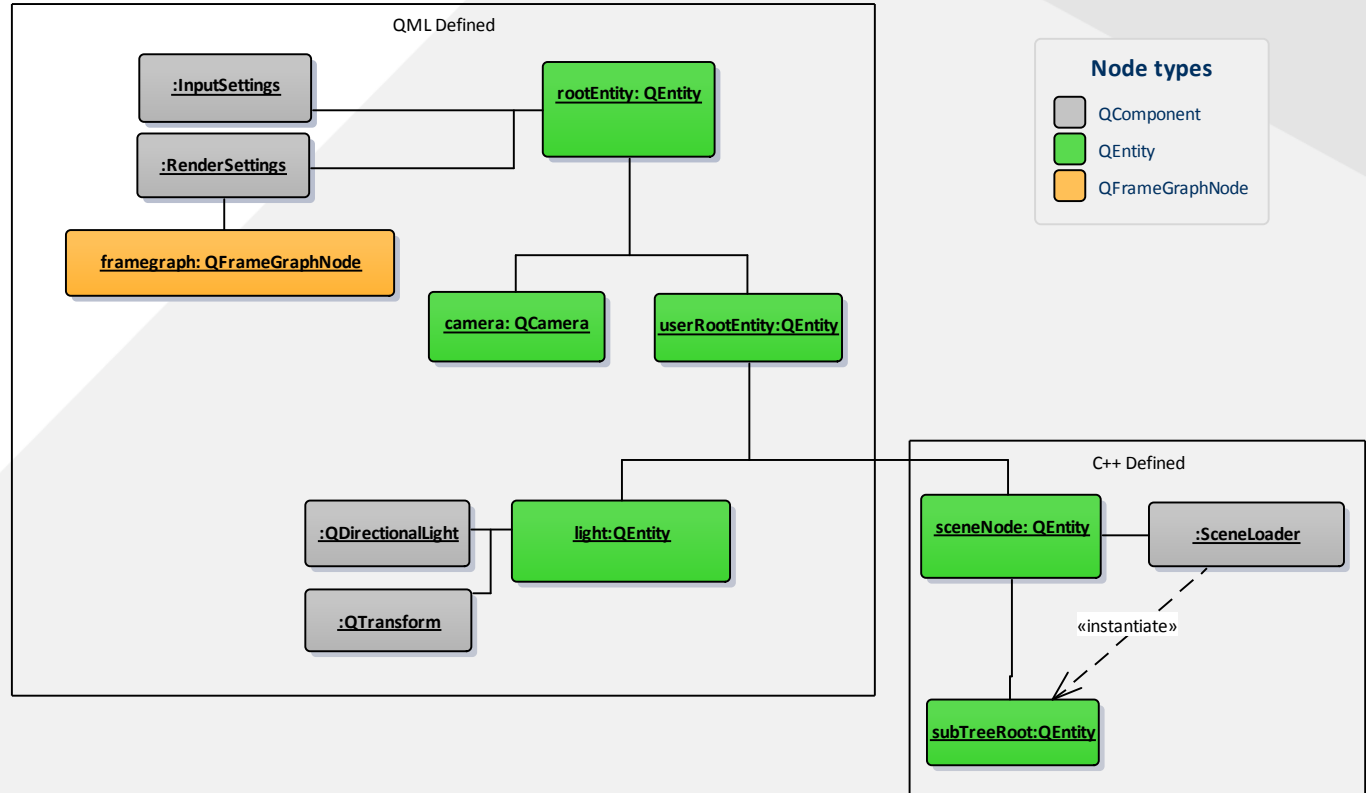 QML Defined
:InputSettings
rootEntity: QEntity
:RenderSettings
framegraph: QFrameGraphNode
camera: QCamera
userRootEntity:QEntity
:QDirectionalLight
light:QEntity
:QTransform
Node types
QComponent
QEntity
QFrameGraphNode
C++ Defined
sceneNode: QEntity
:SceneLoader
«instantiate»
subTreeRoot:QEntity